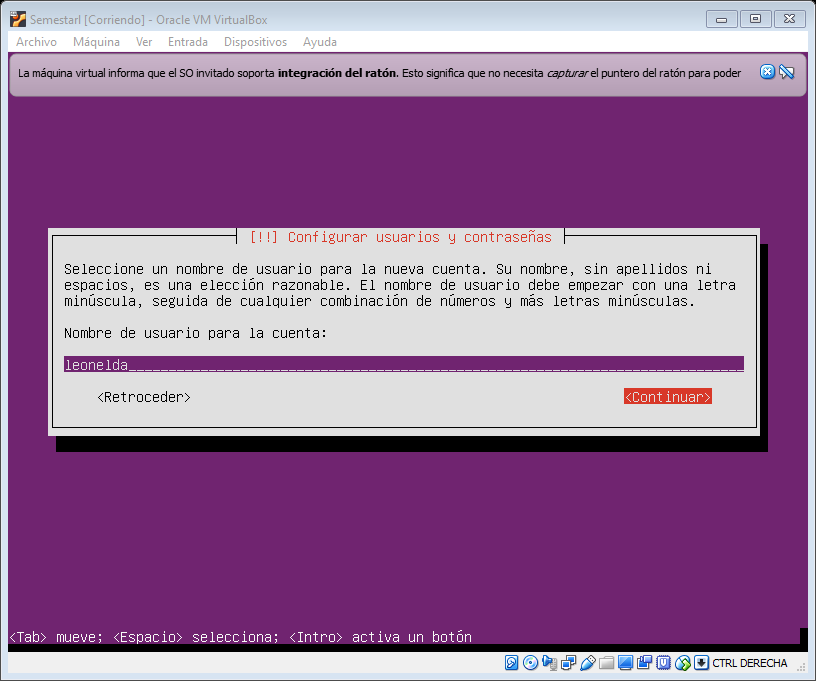 Semestarl [Corriendo] - Oracle VM VirtualBox
Archivo Máquina Ver Entrada Dispositivos Ayuda
La máquina virtual informa que el SO invitado soporta integración del ratón. Esto significa que no necesita capturar el puntero del ratón para poder
[!!] Configurar usuarios y contraseñas
Seleccione un nombre de usuario para la nueva cuenta. Su nombre, sin apellidos ni
espacios, es una elección razonable. El nombre de usuario debe empezar con una letra
minúscula, seguida de cualquier combinación de números y más letras minúsculas.
Nombre de usuario para la cuenta:
leonelda
<Retroceder> <Continuar>
<Tab> mueve; <Espacio> selecciona; <Intro> activa un botón
CTRL DERECHA